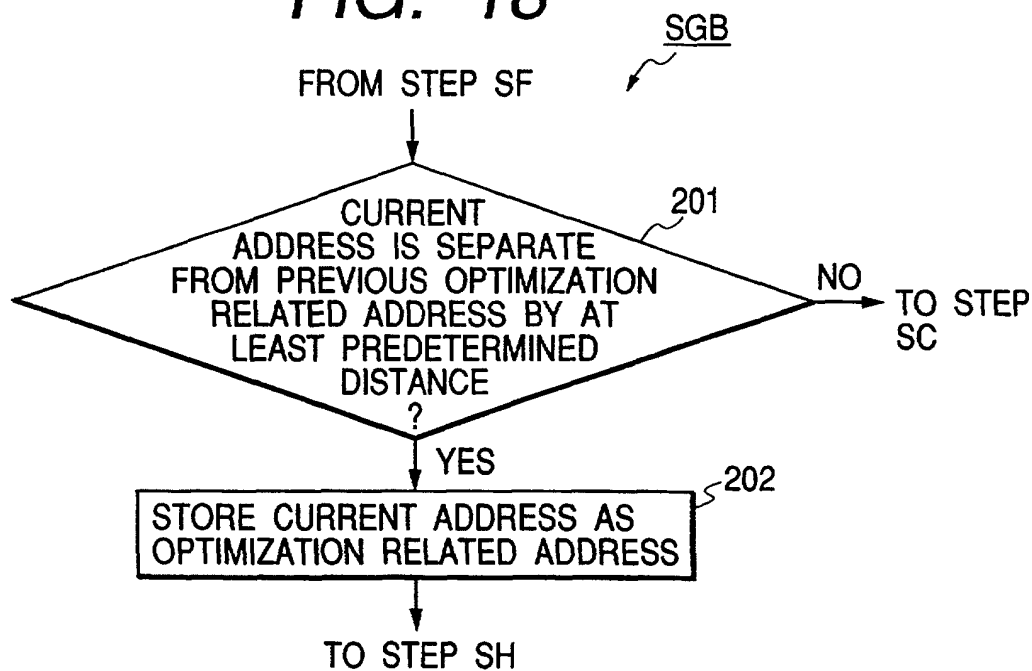 FIG. 18
SGB
FROM STEP SF
201
CURRENT
ADDRESS IS SEPARATE
FROM PREVIOUS OPTIMIZATION
RELATED ADDRESS BY AT
LEAST PREDETERMINED
DISTANCE
?
NO
TO STEP
SC
YES
202
STORE CURRENT ADDRESS AS
OPTIMIZATION RELATED ADDRESS
TO STEP SH